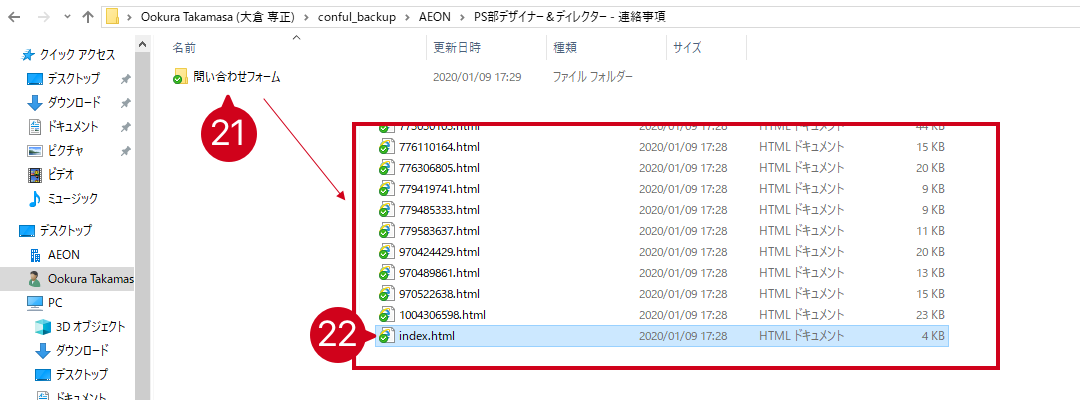 Ookura Takamasa (大倉 専正) > conful_backup > AEON > PS部デザイナー＆ディレクター - 連絡事項
クイック アクセス
デスクトップ
ダウンロード
ドキュメント
ピクチャ
ビデオ
ミュージック
デスクトップ
AEON
Ookura Takamas
PC
3D オブジェクト
ダウンロード
デスクトップ
ドキュメント
名前 更新日時 種類 サイズ
問い合わせフォーム 2020/01/09 17:29 ファイル フォルダー
21
775050105.html 2020/01/09 17:28 HTML ドキュメント 44 KB
776110164.html 2020/01/09 17:28 HTML ドキュメント 15 KB
776306805.html 2020/01/09 17:28 HTML ドキュメント 20 KB
779419741.html 2020/01/09 17:28 HTML ドキュメント 9 KB
779485333.html 2020/01/09 17:28 HTML ドキュメント 9 KB
779583637.html 2020/01/09 17:28 HTML ドキュメント 11 KB
970424429.html 2020/01/09 17:28 HTML ドキュメント 20 KB
970489861.html 2020/01/09 17:28 HTML ドキュメント 13 KB
970522638.html 2020/01/09 17:28 HTML ドキュメント 15 KB
1004306598.html 2020/01/09 17:28 HTML ドキュメント 23 KB
22
index.html 2020/01/09 17:28 HTML ドキュメント 4 KB